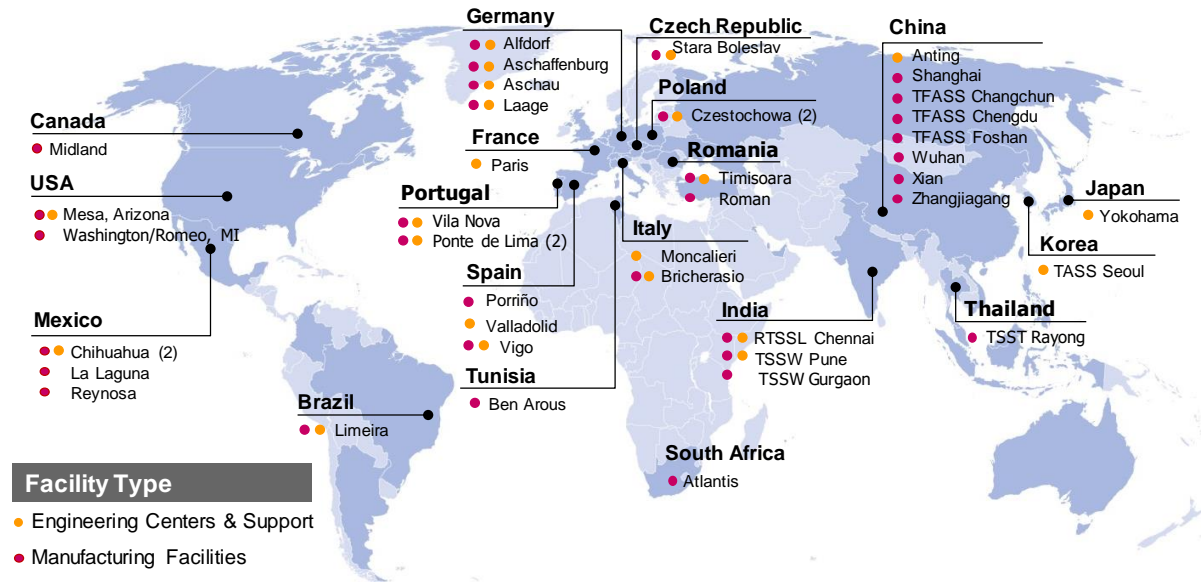 Germany
Alfdorf
Aschaffenburg
Aschau
Laage
Czech Republic
Stara Boleslav
China
Anting
Shanghai
TFASS Changchun
TFASS Chengdu
TFASS Foshan
Wuhan
Xian
Zhangjiagang
Poland
Czestochowa (2)
Canada
Midland
France
Paris
Romania
Timisoara
Roman
USA
Mesa, Arizona
Washington/Romeo, MI
Portugal
Vila Nova
Ponte de Lima (2)
Japan
Yokohama
Italy
Moncalieri
Bricherasio
Korea
TASS Seoul
Spain
Porriño
Valladolid
Vigo
Mexico
Chihuahua (2)
La Laguna
Reynosa
India
RTSSL Chennai
TSSW Pune
TSSW Gurgaon
Thailand
TSST Rayong
Tunisia
Ben Arous
Brazil
Limeira
South Africa
Atlantis
Facility Type
Engineering Centers & Support
Manufacturing Facilities